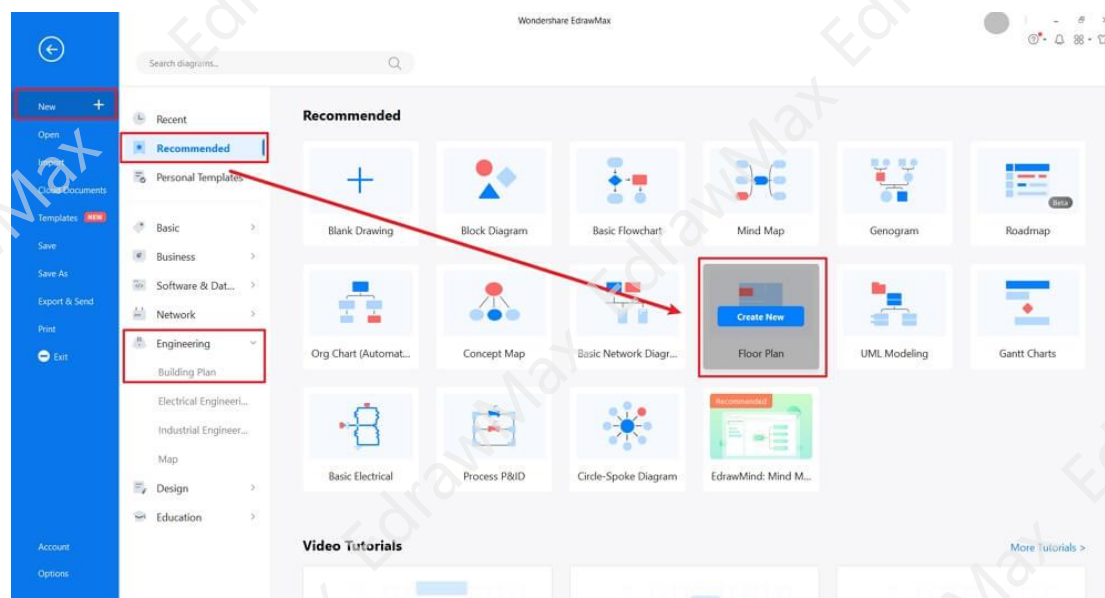 Wondershare EdrawMax
Search diagrams...
New +
Open
Import
Cloud Documents
Templates NEW
Save
Save As
Export & Send
Print
Exit
Account
Options
Recent
Recommended
Personal Templates
Basic
Business
Software & Dat...
Network
Engineering
Building Plan
Electrical Engineeri...
Industrial Engineer...
Map
Design
Education
Recommended
Blank Drawing
Block Diagram
Basic Flowchart
Mind Map
Genogram
Beta
Roadmap
Org Chart (Automat...
Concept Map
Basic Network Diagr...
Create New
Floor Plan
UML Modeling
Gantt Charts
Basic Electrical
Process P&ID
Circle-Spoke Diagram
Recommended
EdrawMind: Mind M...
Video Tutorials
More Tutorials >
EdrawMax